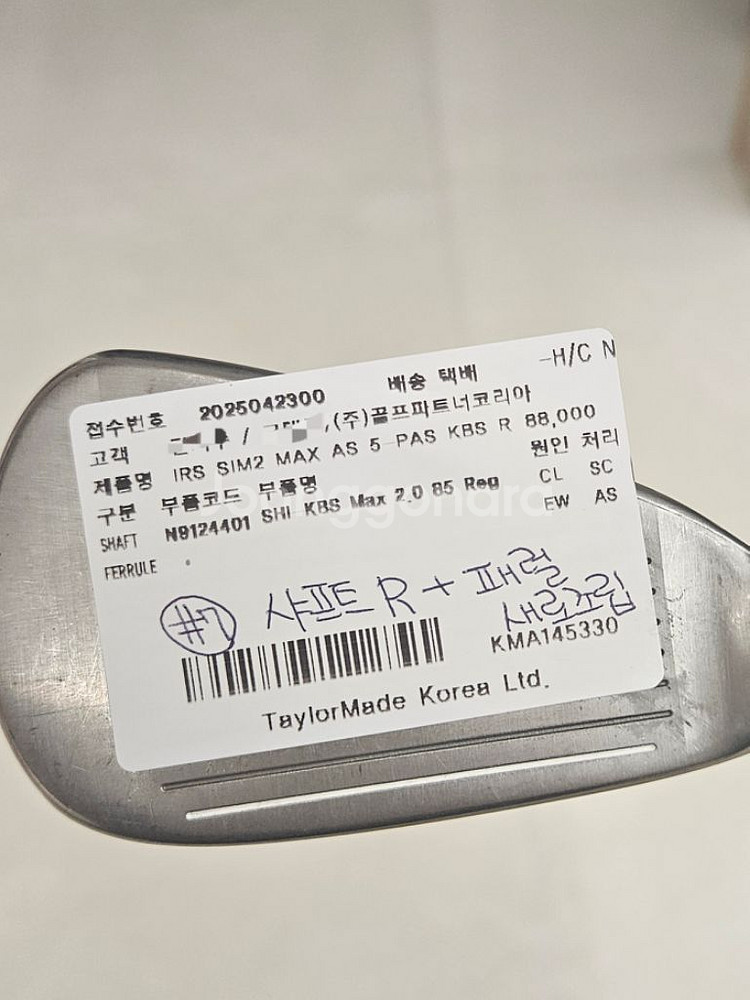 -H/C N
접수번호 2025042300 배송 택배
고객 / ,(주)골프파트너코리아
제품명 IRS SIM2 MAX AS 5-PAS KBS R 88,000
구분 부품코드 부품명 원인 처리
SHAFT N9124401 SHI KBS Max 2.0 85 Reg CL SC
FERRULE EW AS
#7 샤프트 R + 패럴
새로조립
KMA145330
TaylorMade Korea Ltd.
Joonggonara